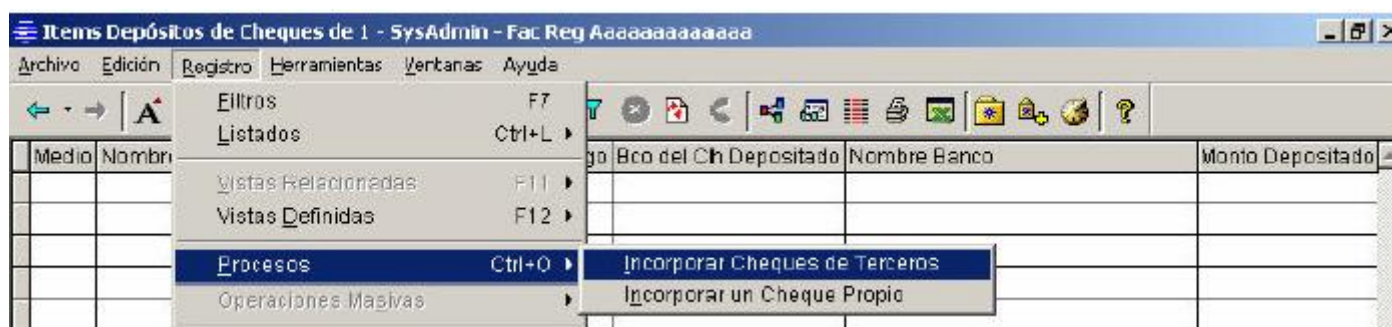 Items Depósitos de Cheques de 1 - SysAdmin - Fac Reg Aaaaaaaaaaaaa
Archivo Edición Registro Herramientas Ventanas Ayuda
Filtros F7
Listados Ctrl+L
Medio Bco del Ch Depositado Nombre Banco Monto Depositado
Vistas Relacionadas F11
Vistas Definidas F12
Procesos Ctrl+O Incorporar Cheques de Terceros
Operaciones Masivas Incorporar un Cheque Propio